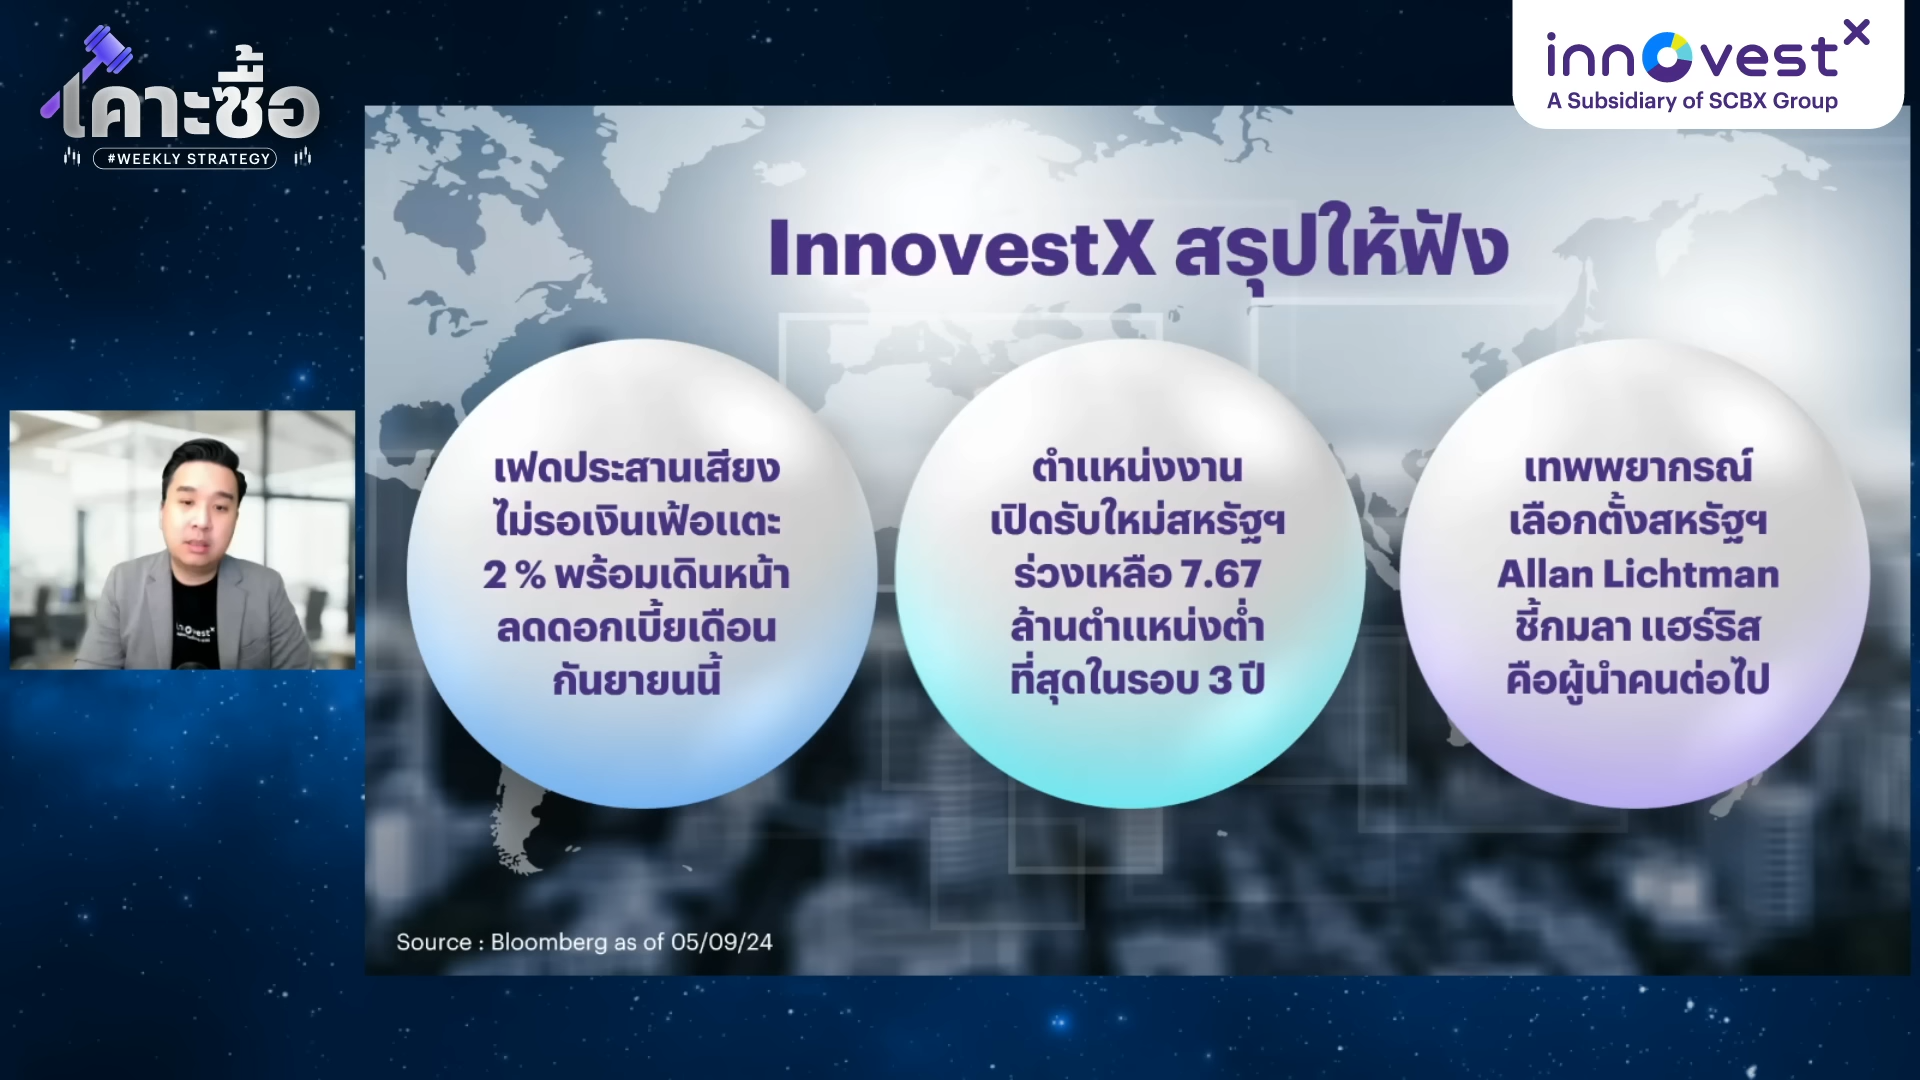 เคาะซื้อ
#WEEKLY STRATEGY
innovestx
A Subsidiary of SCBX Group
InnovestX สรุปให้ฟัง
เฟดประสานเสียง
ไม่รอเงินเฟ้อแตะ
2 % พร้อมเดินหน้า
ลดดอกเบี้ยเดือน
กันยายนนี้
ตำแหน่งงาน
เปิดรับใหม่สหรัฐฯ
ร่วงเหลือ 7.67
ล้านตำแหน่งต่ำ
ที่สุดในรอบ 3 ปี
เทพพยากรณ์
เลือกตั้งสหรัฐฯ
Allan Lichtman
ชี้กมลา แฮร์ริส
คือผู้นำคนต่อไป
innovestx
Source : Bloomberg as of 05/09/24